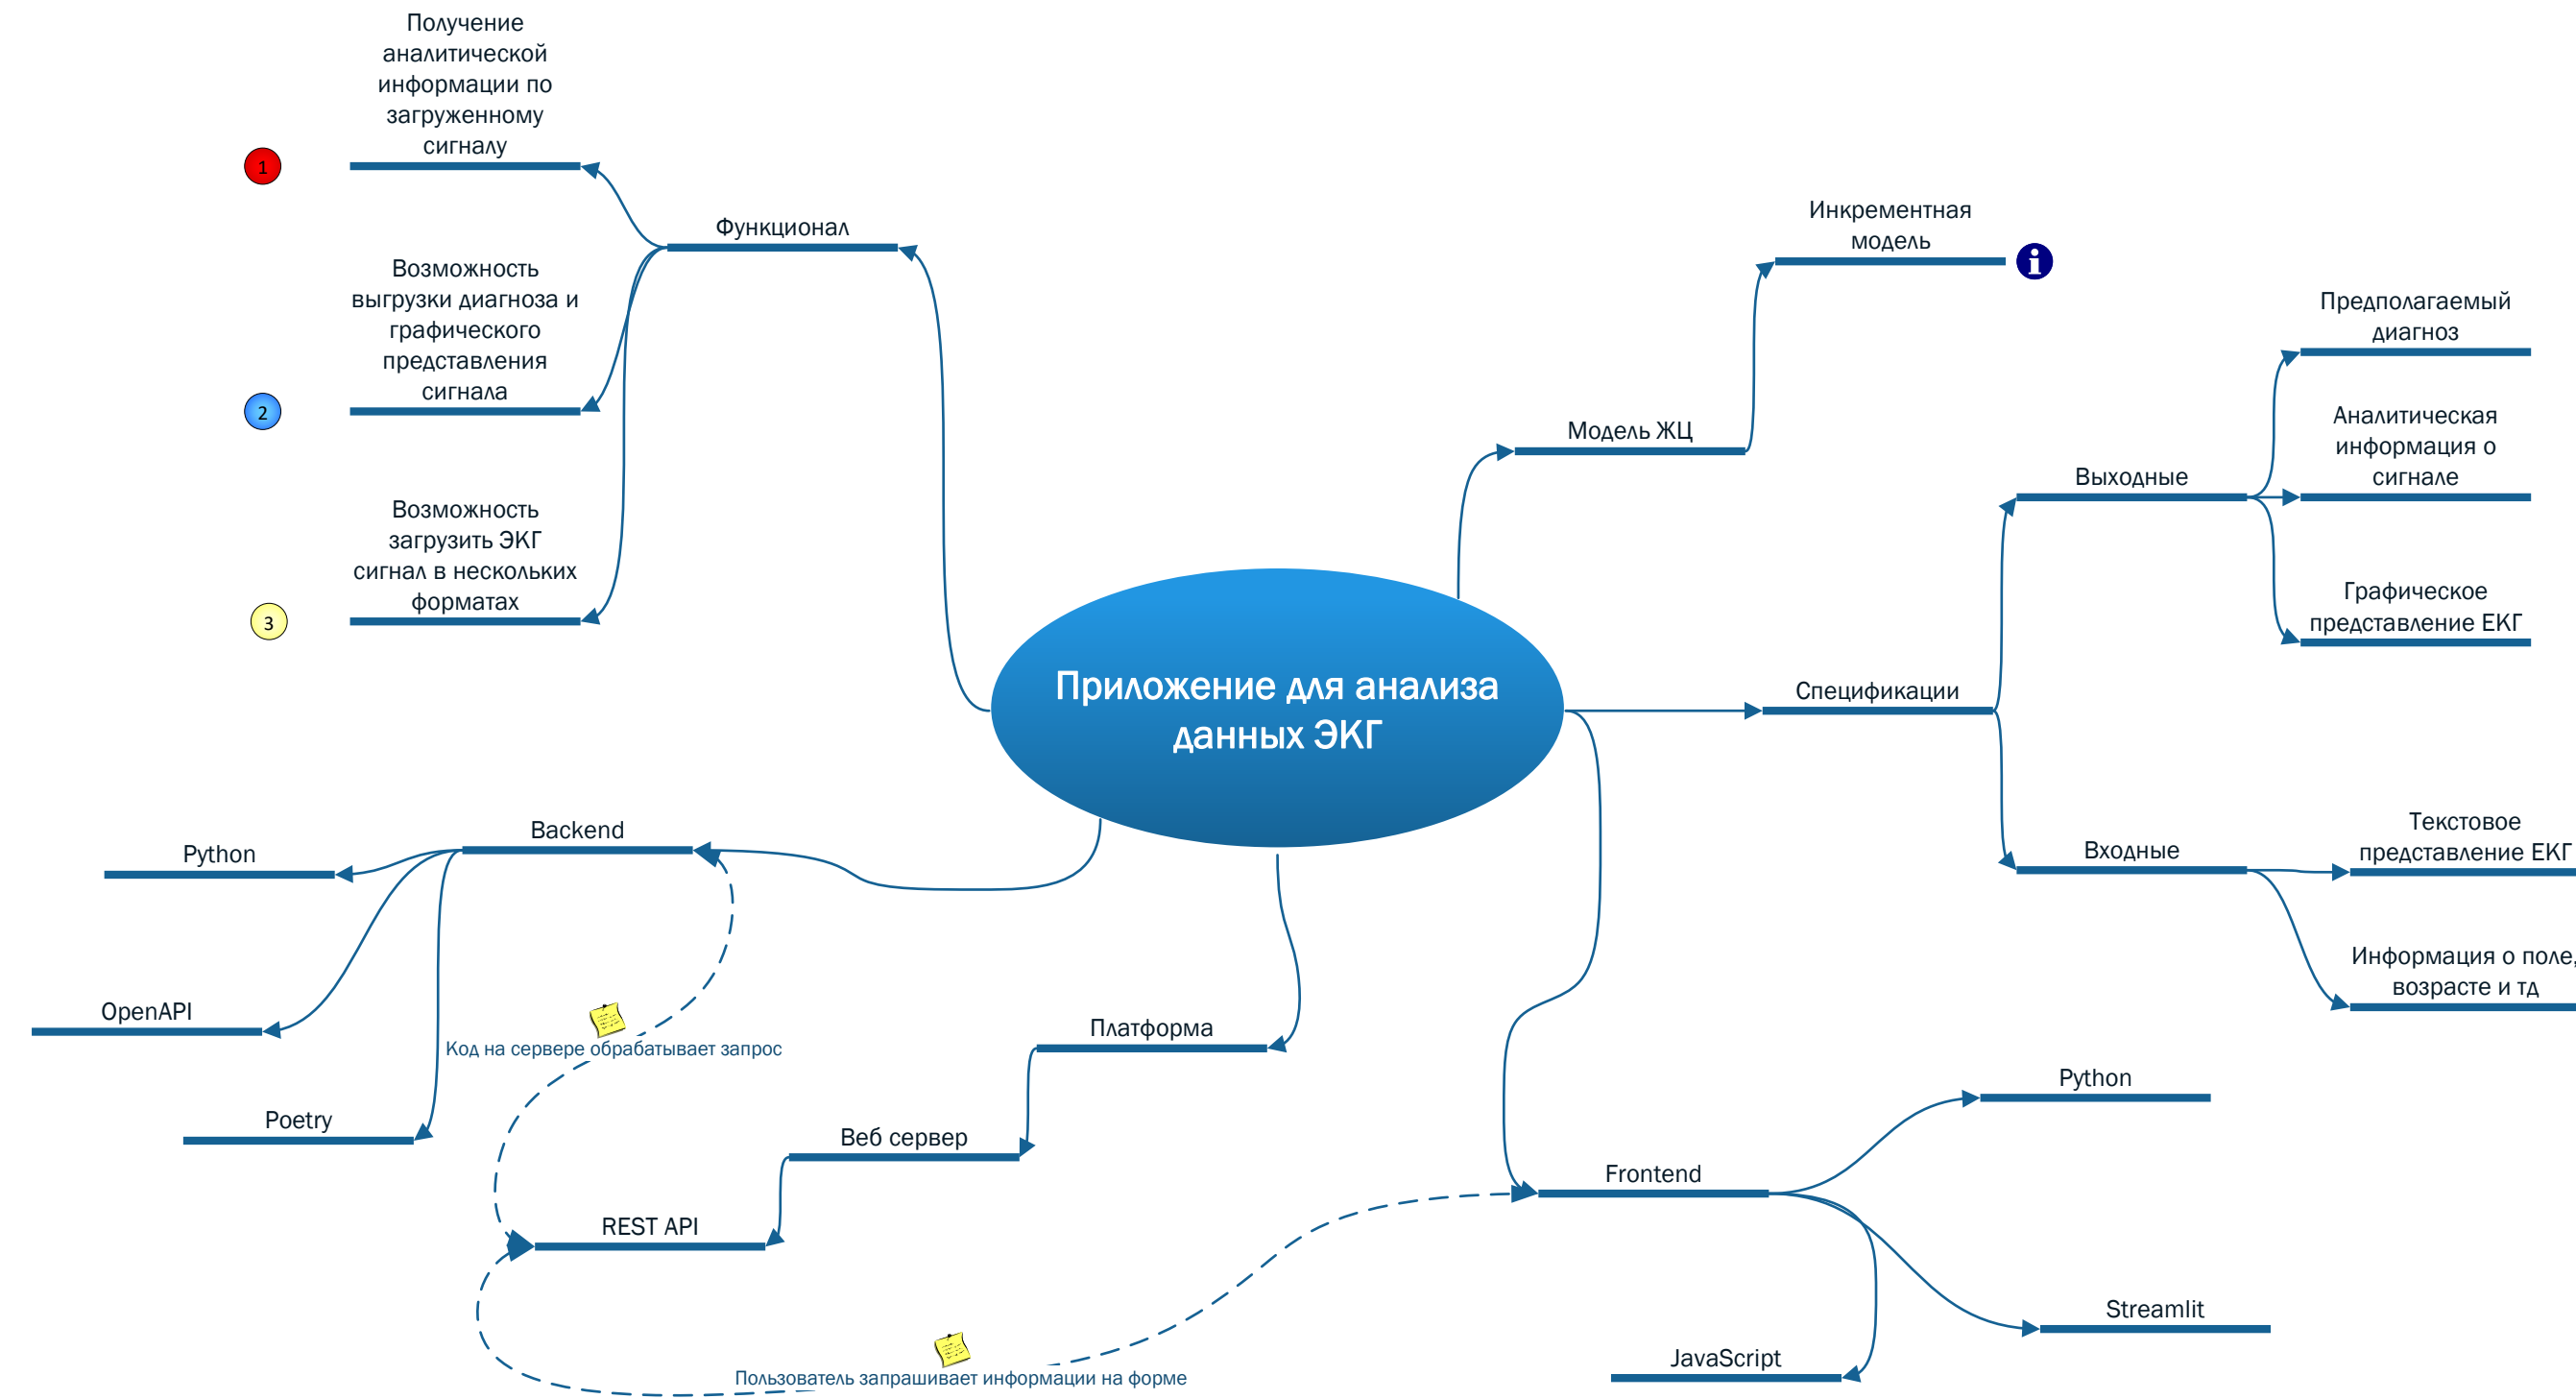 Получение
аналитической
информации по
загруженному
сигналу
1
Функционал
Возможность
выгрузки диагноза и
графического
представления
сигнала
2
Возможность
загрузить ЭКГ
сигнал в нескольких
форматах
3
Инкрементная
модель
i
Модель ЖЦ
Предполагаемый
диагноз
Аналитическая
информация о
сигнале
Выходные
Графическое
представление ЕКГ
Приложение для анализа
данных ЭКГ
Спецификации
Текстовое
представление ЕКГ
Входные
Информация о поле,
возрасте и тд
Backend
Python
OpenAPI
Poetry
Код на сервере обрабатывает запрос
Платформа
Веб сервер
REST API
Frontend
Python
Streamlit
JavaScript
Пользователь запрашивает информации на форме